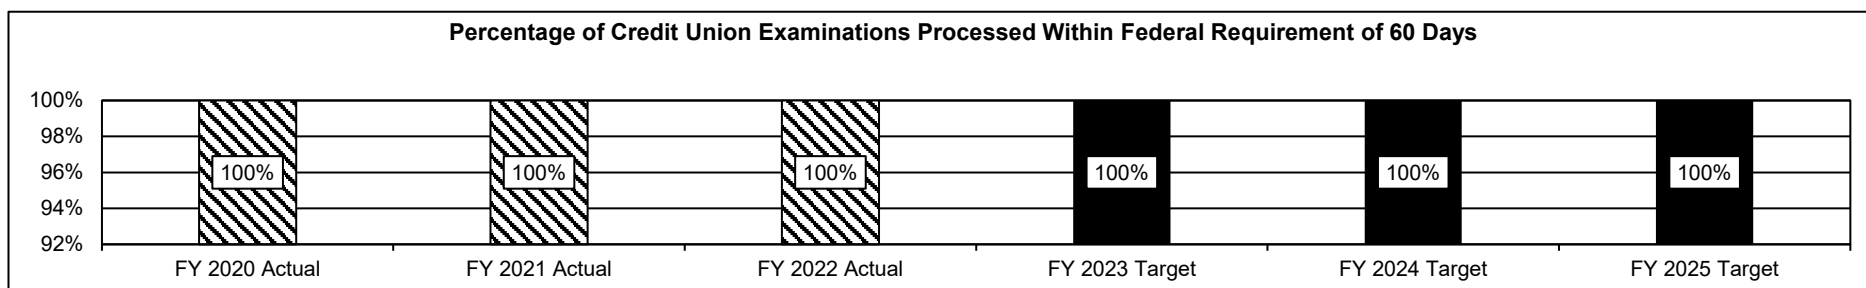 Percentage of Credit Union Examinations Processed Within Federal Requirement of 60 Days
100%
98%
96%
94%
92%
100%
100%
100%
100%
100%
100%
FY 2020 Actual
FY 2021 Actual
FY 2022 Actual
FY 2023 Target
FY 2024 Target
FY 2025 Target